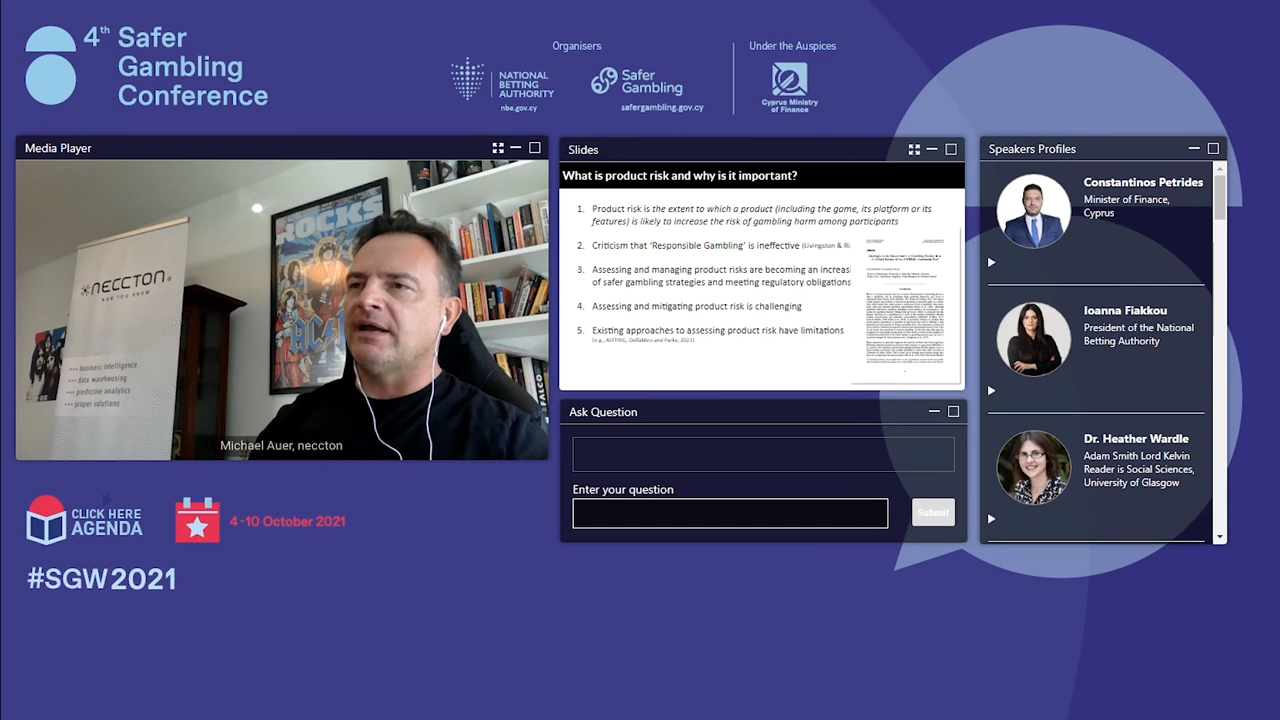 4th Safer
Gambling
Conference
Organisers
NATIONAL
BETTING
AUTHORITY
nba.gov.cy
Safer
Gambling
safergambling.gov.cy
Under the Auspices
Cyprus Ministry
of Finance
Media Player
NECCTON
business intelligence
data warehousing
predictive analytics
proper solutions
ROCKS
AC/DC
FALCO
Michael Auer, neccton
Slides
What is product risk and why is it important?
1. Product risk is the extent to which a product (including the game, its platform or its
features) is likely to increase the risk of gambling harm among participants
2. Criticism that 'Responsible Gambling' is ineffective (Livingston & Ri
3. Assessing and managing product risks are becoming an increasi
of safer gambling strategies and meeting regulatory obligations
4. Assessing and mitigating product risk is challenging
5. Existing approaches to assessing product risk have limitations
Ask Question
Enter your question
Submit
Speakers Profiles
Constantinos Petrides
Minister of Finance,
Cyprus
Ioanna Fiakkou
President of the National
Betting Authority
Dr. Heather Wardle
Adam Smith Lord Kelvin
Reader is Social Sciences,
University of Glasgow
CLICK HERE
AGENDA
4-10 October 2021
#SGW2021